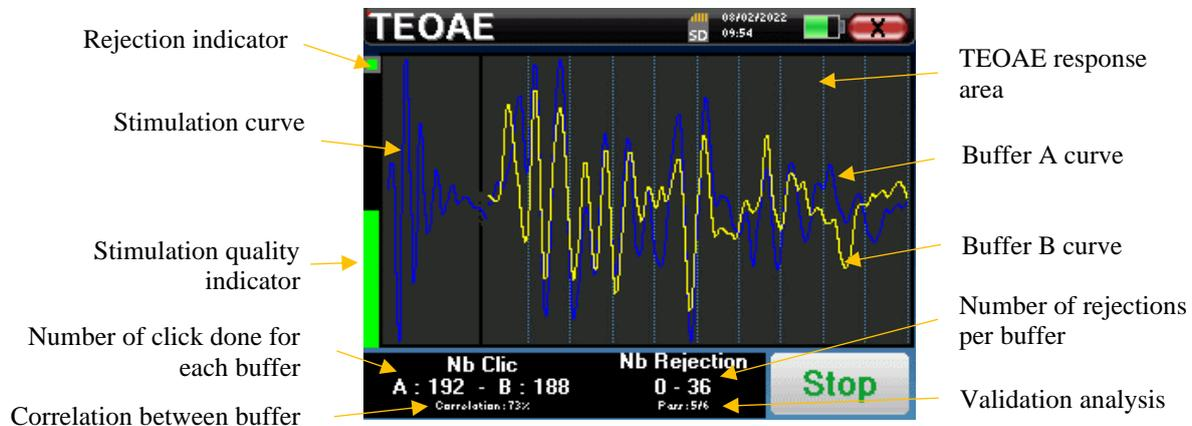 TEOAE
SD
08/02/2022
09:54
X
Rejection indicator
Stimulation curve
Stimulation quality
indicator
Number of click done for
each buffer
Correlation between buffer
TEOAE response
area
Buffer A curve
Buffer B curve
Number of rejections
per buffer
Validation analysis
Nb Clic
A : 192 - B : 188
Correlation:73%
Nb Rejection
0 - 36
Pass:5/6
Stop